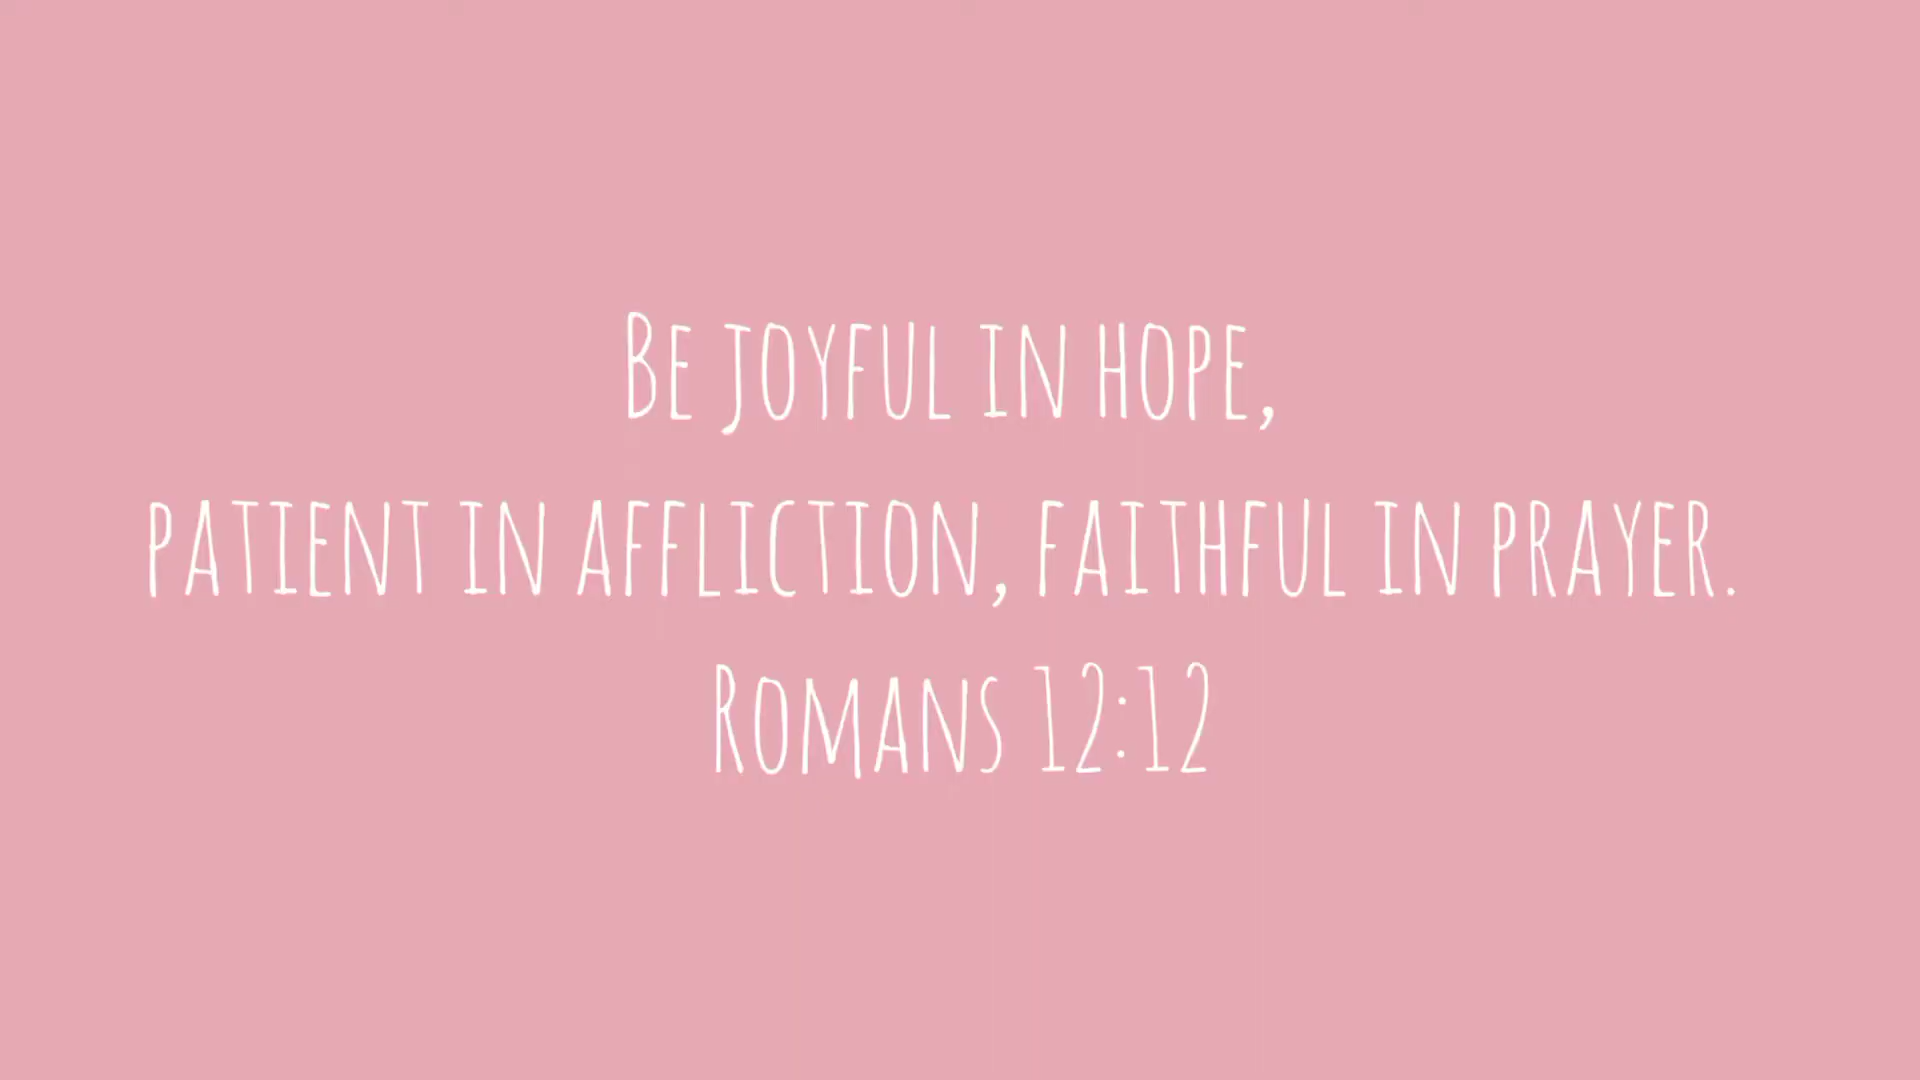 Be joyful in hope,
patient in affliction, faithful in prayer.
Romans 12:12